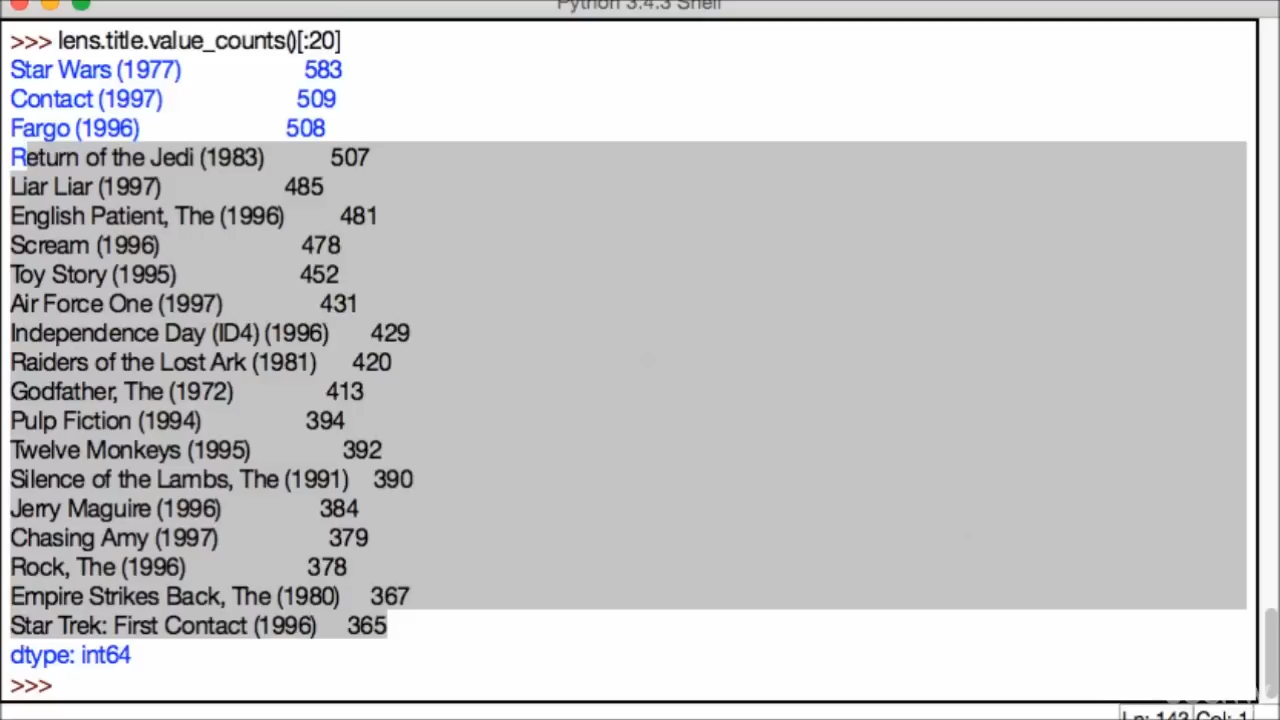 Python 3.4.3 Shell
>>> lens.title.value_counts()[:20]
Star Wars (1977) 583
Contact (1997) 509
Fargo (1996) 508
Return of the Jedi (1983) 507
Liar Liar (1997) 485
English Patient, The (1996) 481
Scream (1996) 478
Toy Story (1995) 452
Air Force One (1997) 431
Independence Day (ID4) (1996) 429
Raiders of the Lost Ark (1981) 420
Godfather, The (1972) 413
Pulp Fiction (1994) 394
Twelve Monkeys (1995) 392
Silence of the Lambs, The (1991) 390
Jerry Maguire (1996) 384
Chasing Amy (1997) 379
Rock, The (1996) 378
Empire Strikes Back, The (1980) 367
Star Trek: First Contact (1996) 365
dtype: int64
>>>
Ln: 143 Col: 1